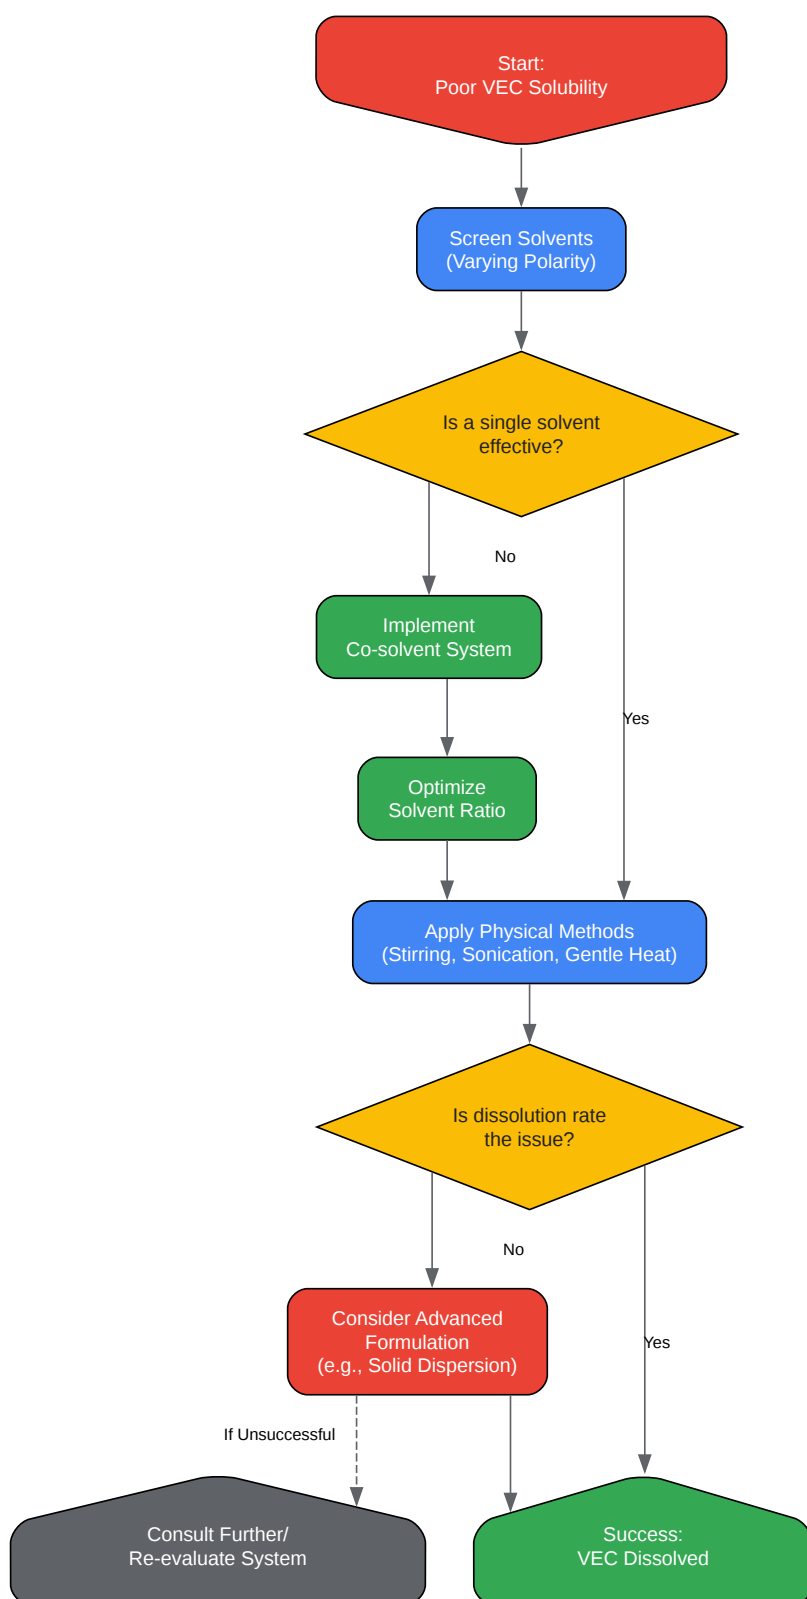 Start:
Poor VEC Solubility
Screen Solvents
(Varying Polarity)
Is a single solvent
effective?
No
Implement
Co-solvent System
Yes
Optimize
Solvent Ratio
Apply Physical Methods
(Stirring, Sonication, Gentle Heat)
Is dissolution rate
the issue?
No
Consider Advanced
Formulation
(e.g., Solid Dispersion)
Yes
If Unsuccessful
Consult Further/
Re-evaluate System
Success:
VEC Dissolved